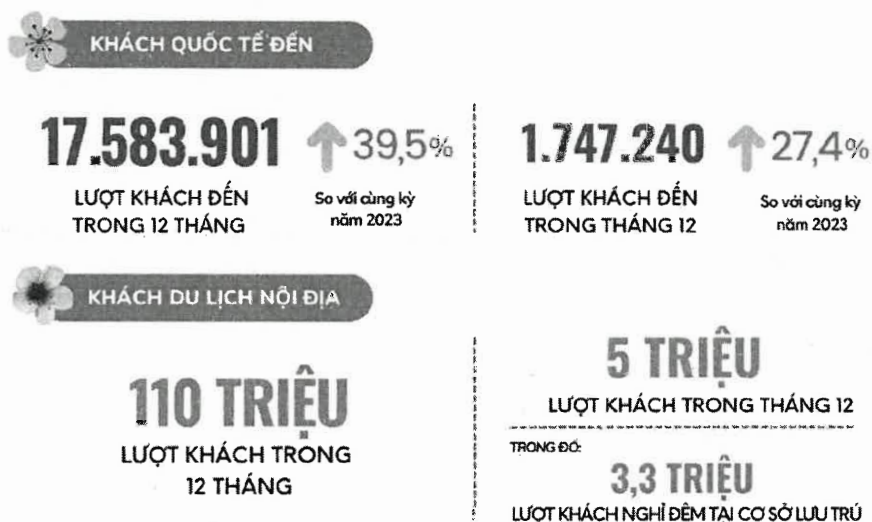 KHÁCH QUỐC TẾ ĐẾN
17.583.901
39,5%
LƯỢT KHÁCH ĐẾN
TRONG 12 THÁNG
So với cùng kỳ
năm 2023
1.747.240
27,4%
LƯỢT KHÁCH ĐẾN
TRONG THÁNG 12
So với cùng kỳ
năm 2023
KHÁCH DU LỊCH NỘI ĐỊA
110 TRIỆU
LƯỢT KHÁCH TRONG
12 THÁNG
5 TRIỆU
LƯỢT KHÁCH TRONG THÁNG 12
TRONG ĐÓ:
3,3 TRIỆU
LƯỢT KHÁCH NGHỈ ĐÊM TẠI CƠ SỞ LƯU TRÚ